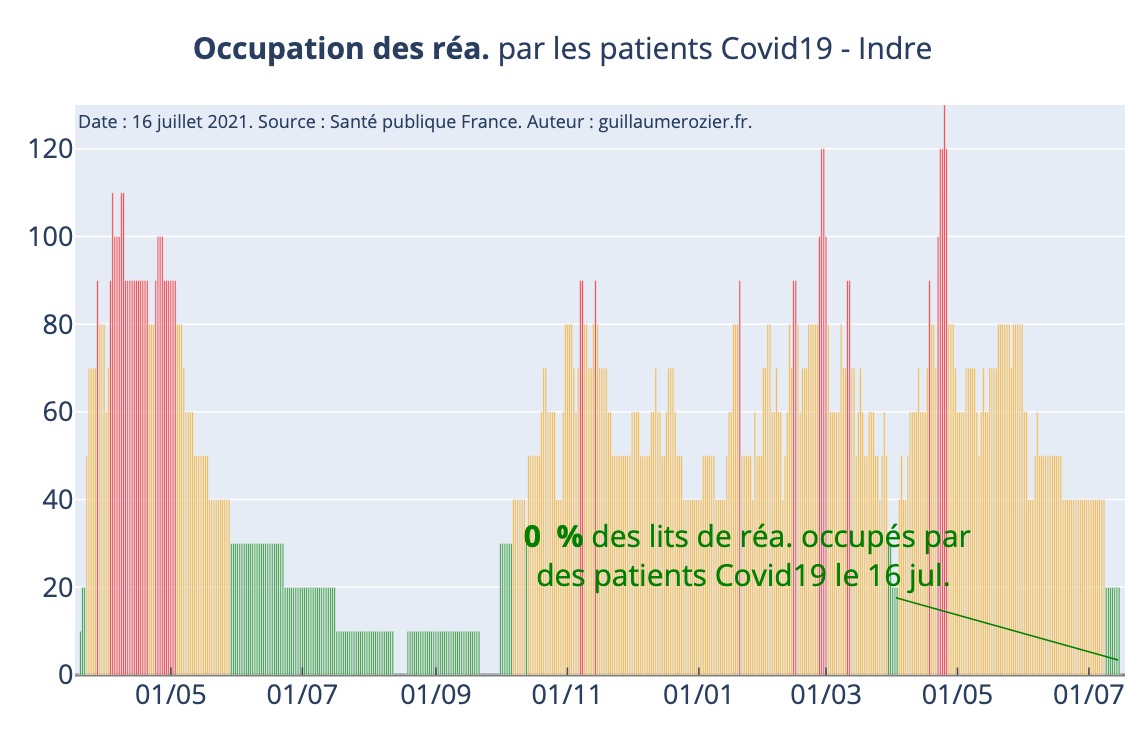 Occupation des réa. par les patients Covid19 - Indre
Date : 16 juillet 2021. Source : Santé publique France. Auteur : guillaumerozier.fr.
120
100
80
60
40
0 % des lits de réa. occupés par
des patients Covid19 le 16 jul.
20
0
01/05 01/07 01/09 01/11 01/01 01/03 01/05 01/07